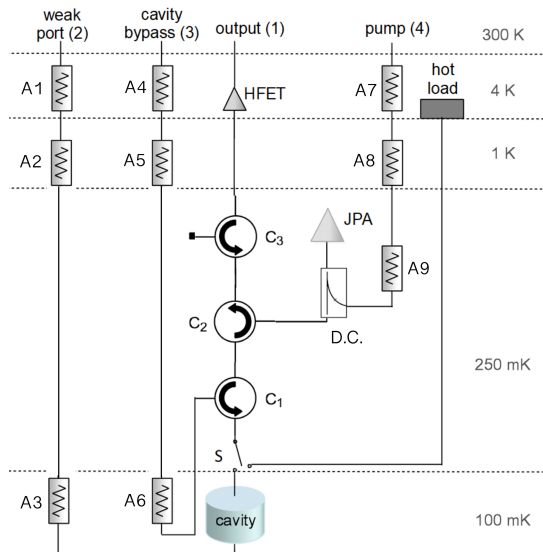 weak
port (2)
cavity
bypass (3)
output (1)
pump (4)
300 K
A1
A4
HFET
A7
hot
load
4 K
A2
A5
A8
1 K
C3
JPA
A9
C2
D.C.
250 mK
C1
S
A3
A6
cavity
100 mK